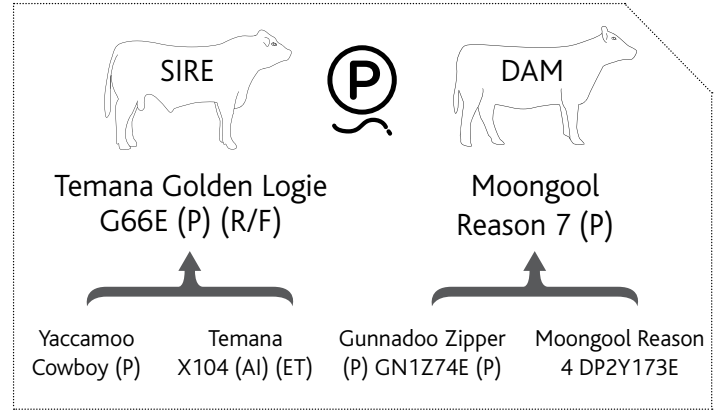 SIRE
P
DAM
Temana Golden Logie
G66E (P) (R/F)
Moongool
Reason 7 (P)
Yaccamoo
Cowboy (P)
Temana
X104 (AI) (ET)
Gunnadoo Zipper
(P) GN1Z74E (P)
Moongool Reason
4 DP2Y173E